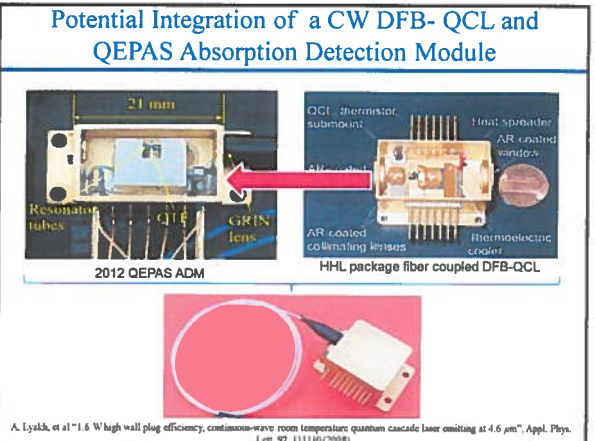 Potential Integration of a CW DFB- QCL and
QEPAS Absorption Detection Module
21 mm
Resonator
tubes
QTF
GRIN
lens
QCL, thermistor
submount
Heat spreader
AR coated
window
AR coated
AR coated
collimating lenses
Thermoelectric
cooler
2012 QEPAS ADM
HHL package fiber coupled DFB-QCL
A. Lyakh, et al "1.6 W high wall plug efficiency, continuous-wave room temperature quantum cascade laser emitting at 4.6 μm", Appl. Phys.
Lett. 92, 111110 (2008)